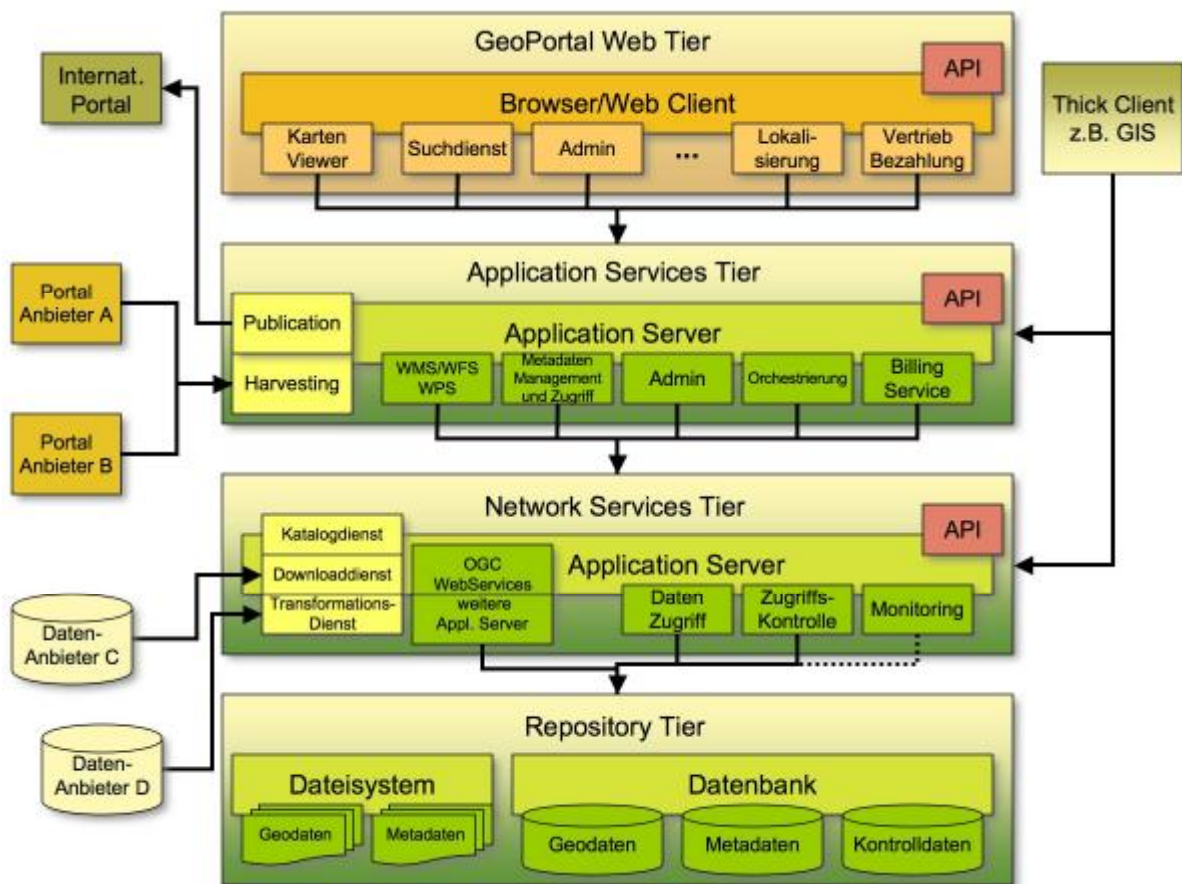 GeoPortal Web Tier
API
Internat.
Portal
Browser/Web Client
Thick Client
z.B. GIS
Karten
Viewer
Suchdienst
Admin
...
Lokali-
sierung
Vertrieb
Bezahlung
Application Services Tier
API
Portal
Anbieter A
Publication
Application Server
Harvesting
WMS/WFS
WPS
Metadaten
Management
und Zugriff
Admin
Orchestrierung
Billing
Service
Portal
Anbieter B
Network Services Tier
API
Katalogdienst
Downloaddienst
Transformations-
Dienst
OGC
WebServices
weitere
Appl. Server
Application Server
Daten
Zugriff
Zugriffs-
Kontrolle
Monitoring
Daten-
Anbieter C
Repository Tier
Daten-
Anbieter D
Dateisystem
Geodaten
Metadaten
Datenbank
Geodaten
Metadaten
Kontrolldaten